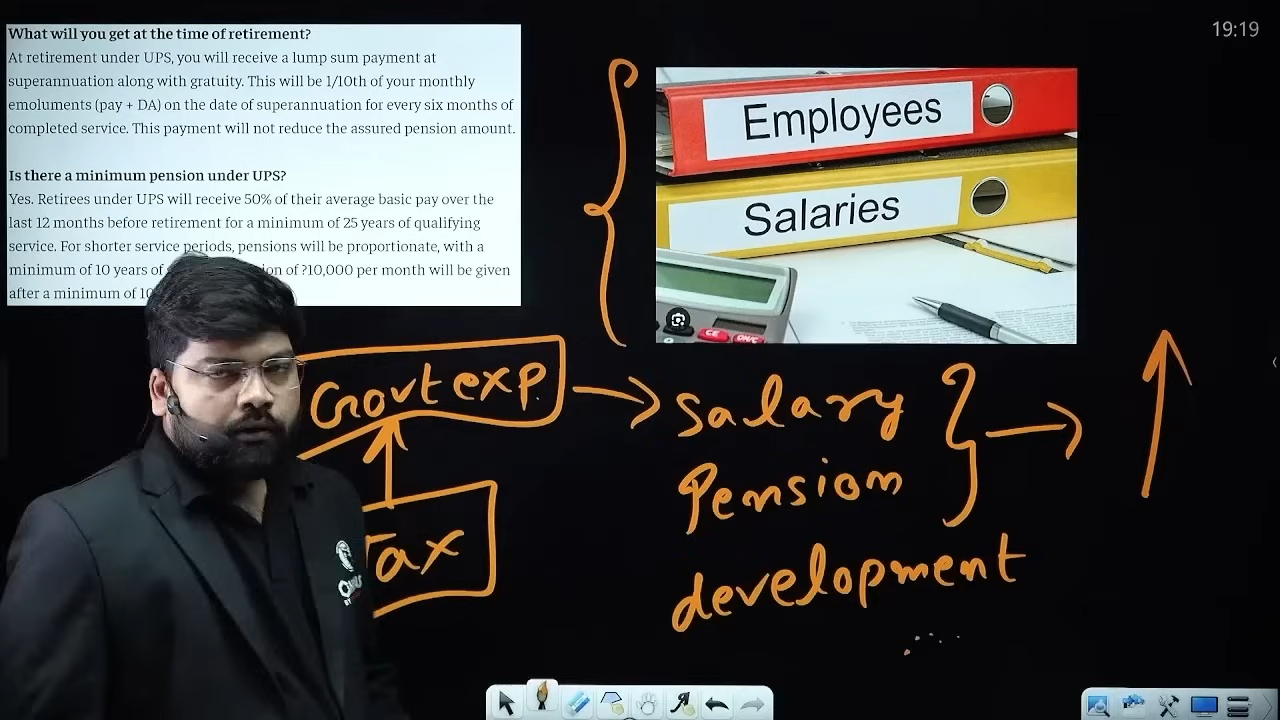 What will you get at the time of retirement?
At retirement under UPS, you will receive a lump sum payment at
superannuation along with gratuity. This will be 1/10th of your monthly
emoluments (pay + DA) on the date of superannuation for every six months of
completed service. This payment will not reduce the assured pension amount.
Is there a minimum pension under UPS?
Yes. Retirees under UPS will receive 50% of their average basic pay over the
last 12 months before retirement for a minimum of 25 years of qualifying
service. For shorter service periods, pensions will be proportionate, with a
minimum of 10 years of of ?10,000 per month will be given
after a minimum of 10
19:19
Employees
Salaries
CE ON/C
Govt exp.
Tax
salary
Pension
development